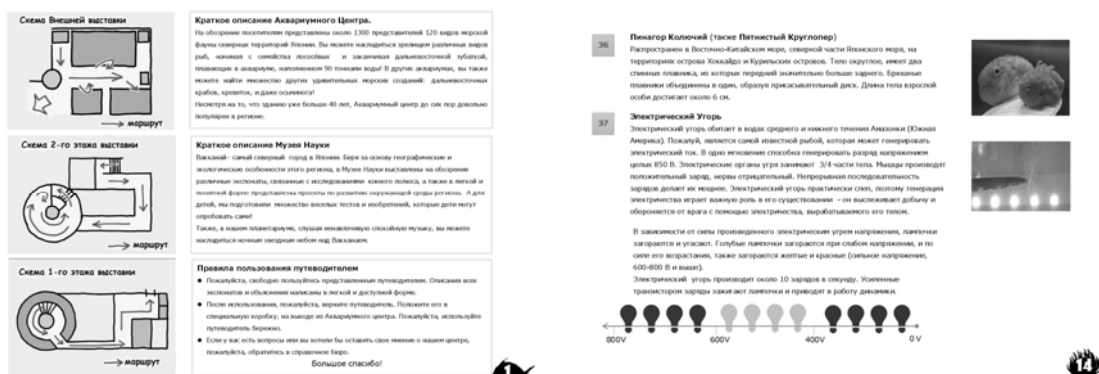 Схема Внешней выставки
маршрут
Схема 2-го этажа выставки
маршрут
Схема 1-го этажа выставки
маршрут
Краткое описание Аквариумного Центра.
На обозрение посетителям представлены около 1300 представителей 120 видов морской
фауны северных территорий Японии. Вы можете насладиться зрелищем различных видов
рыб, начиная с семейства лососёвых и заканчивая дальневосточной зубаткой,
плавающих в аквариуме, наполненном 90 тоннами воды! В других аквариумах, вы также
можете найти множество других удивительных морских созданий: дальневосточных
крабов, креветок, и даже осьминога!
Несмотря на то, что зданию уже больше 40 лет, Аквариумный центр до сих пор довольно
популярен в регионе.
Краткое описание Музея Науки
Вакканай - самый северный город в Японии. Беря за основу географические и
экологические особенности этого региона, в Музее Науки выставлены на обозрение
различные экспонаты, связанные с исследованиями южного полюса, а также в легкой и
понятной форме представлены проекты по развитию окружающей среды региона. А для
детей, мы подготовили множество веселых тестов и изобретений, которые дети могут
опробовать сами!
Также, в нашем планетариуме, слушая ненавязчивую спокойную музыку, вы можете
насладиться ночным звездным небом над Вакканаем.
Правила пользования путеводителем
● Пожалуйста, свободно пользуйтесь представленным путеводителем. Описания всех
экспонатов и объяснения написаны в легкой и доступной форме.
● После использования, пожалуйста, верните путеводитель. Положите его в
специальную коробку, на выходе из Аквариумного центра. Пожалуйста, используйте
путеводитель бережно.
● Если у вас есть вопросы или вы хотели бы оставить свое мнение о нашем центре,
пожалуйста, обратитесь в справочное бюро.
Большое спасибо!
1
36
Пинагор Колючий (также Пятнистый Круглопер)
Распространен в Восточно-Китайском море, северной части Японского моря, на
территориях острова Хоккайдо и Курильских островов. Тело округлое, имеет два
спинных плавника, из которых передний значительно больше заднего. Брюшные
плавники объединены в один, образуя присасывательный диск. Длина тела взрослой
особи достигает около 6 см.
37
Электрический Угорь
Электрический угорь обитает в водах среднего и нижнего течения Амазонки (Южная
Америка). Пожалуй, является самой известной рыбой, которая может генерировать
электрический ток. В одно мгновение способна генерировать разряд напряжением
целых 850 В. Электрические органы угря занимают 3/4 части тела. Мышцы производят
положительный заряд, нервы отрицательный. Непрерывная последовательность
зарядов делает их мощнее. Электрический угорь практически слеп, поэтому генерация
электричества играет важную роль в его существовании - он выслеживает добычу и
обороняется от врага с помощью электричества, вырабатываемого его телом.
В зависимости от силы произведенного электрическим угрем напряжения, лампочки
загораются и угасают. Голубые лампочки загораются при слабом напряжении, и по
силе его возрастания, также загораются желтые и красные (сильное напряжение,
600-800 В и выше).
Электрический угорь производит около 10 зарядов в секунду. Усиленные
транзистором заряды зажигают лампочки и приводят в работу динамики.
800V
600V
400V
0 V
14